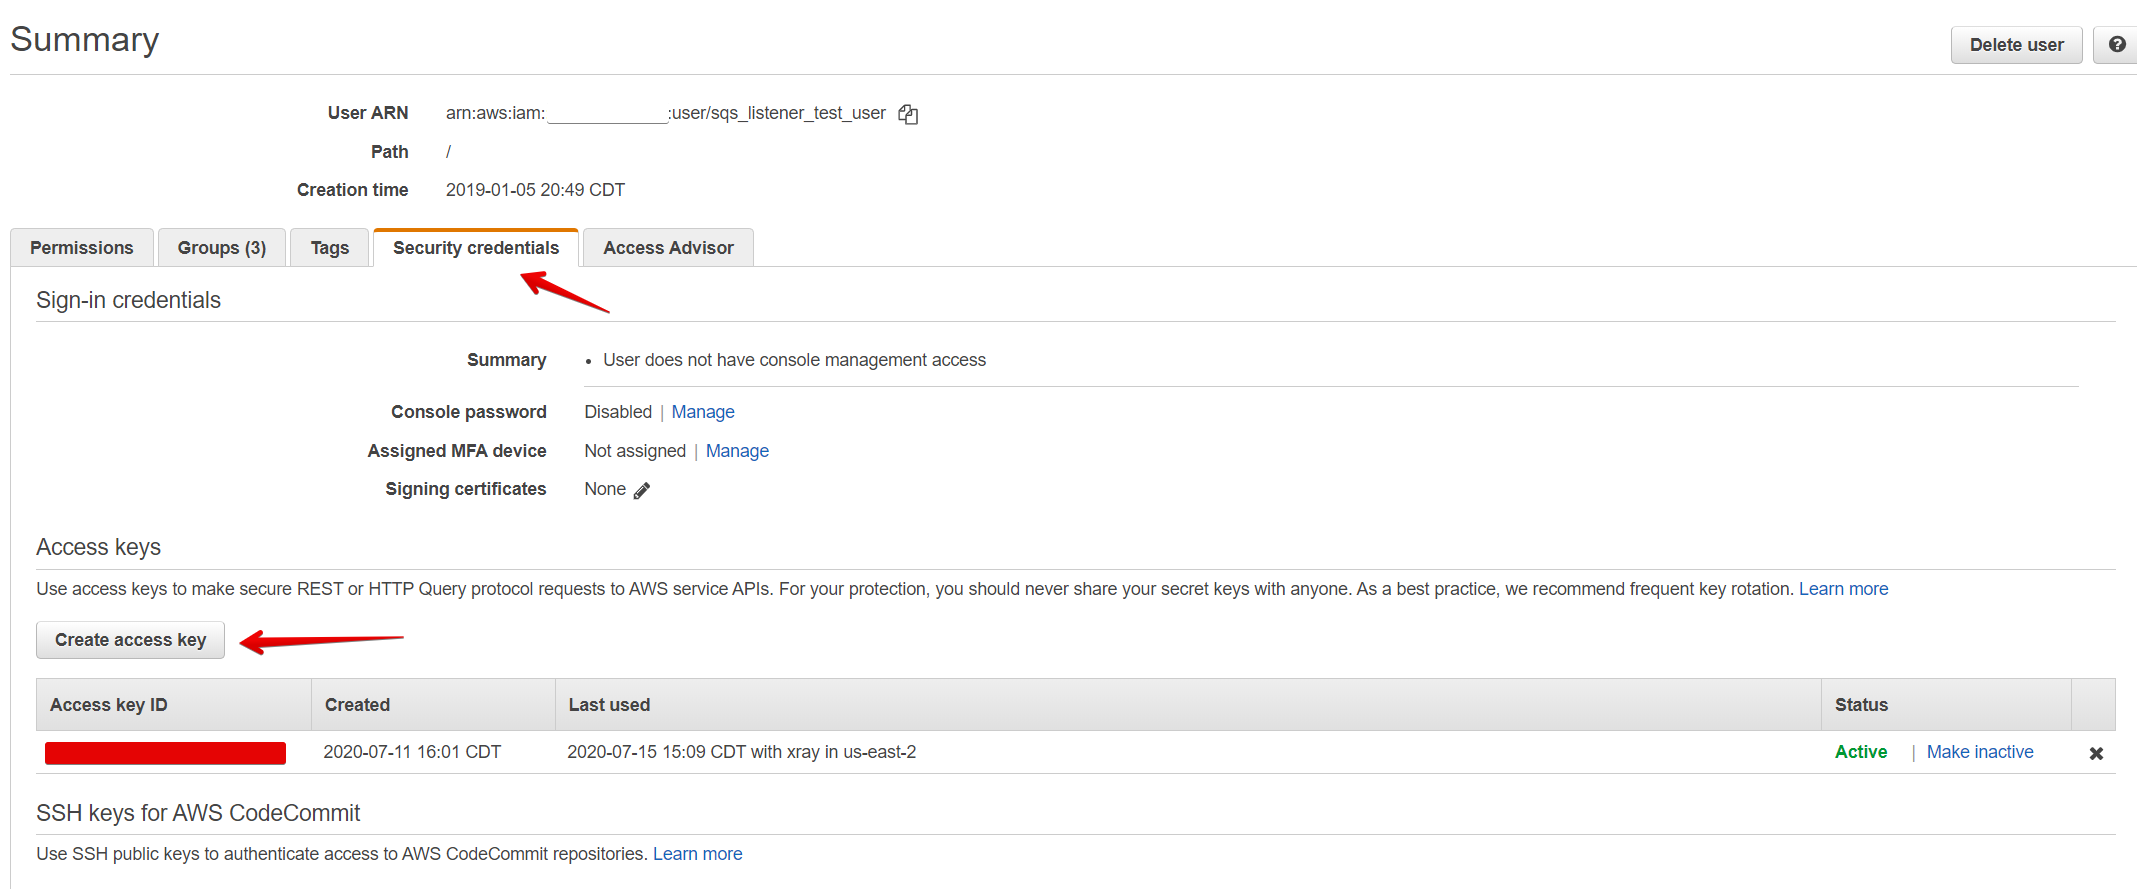 Summary
Delete user
?
User ARN arn:aws:iam: :user/sqs_listener_test_user
Path /
Creation time 2019-01-05 20:49 CDT
Permissions Groups (3) Tags Security credentials Access Advisor
Sign-in credentials
Summary • User does not have console management access
Console password Disabled | Manage
Assigned MFA device Not assigned | Manage
Signing certificates None
Access keys
Use access keys to make secure REST or HTTP Query protocol requests to AWS service APIs. For your protection, you should never share your secret keys with anyone. As a best practice, we recommend frequent key rotation. Learn more
Create access key
Access key ID Created Last used Status
2020-07-11 16:01 CDT 2020-07-15 15:09 CDT with xray in us-east-2 Active | Make inactive
SSH keys for AWS CodeCommit
Use SSH public keys to authenticate access to AWS CodeCommit repositories. Learn more